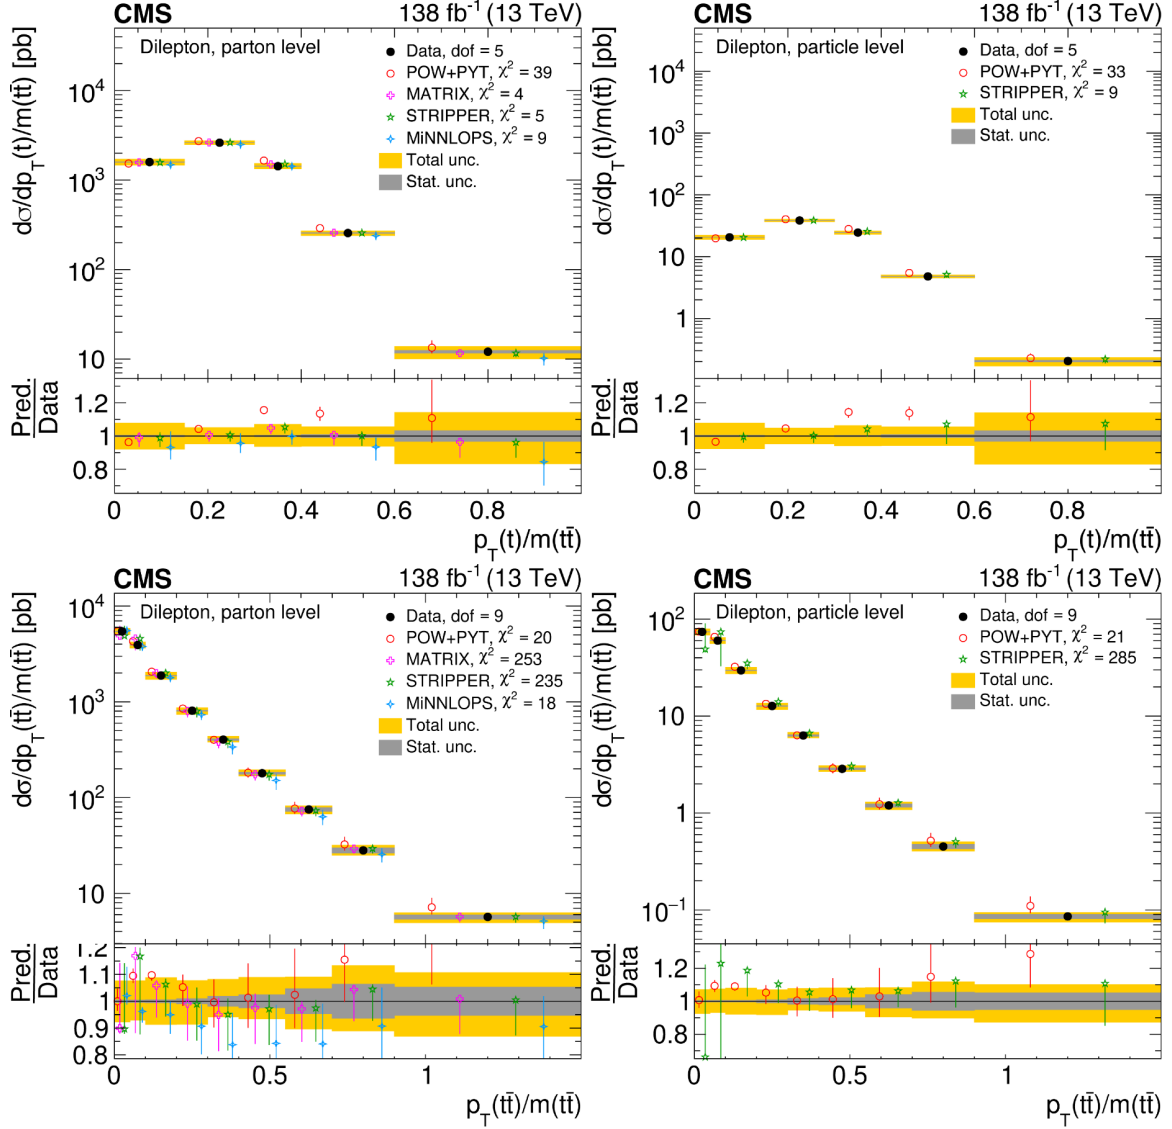 CMS 138 fb⁻¹ (13 TeV)
dσ/dp_T(t)/m(tt̄) [pb]
Dilepton, parton level
Data, dof = 5
POW+PYT, χ² = 39
MATRIX, χ² = 4
STRIPPER, χ² = 5
MiNNLOPS, χ² = 9
Total unc.
Stat. unc.
10³
10²
10
Pred.
Data
1.2
1
0.8
0 0.2 0.4 0.6 0.8
p_T(t)/m(tt̄)
CMS 138 fb⁻¹ (13 TeV)
dσ/dp_T(t)/m(tt̄) [pb]
Dilepton, particle level
Data, dof = 5
POW+PYT, χ² = 33
STRIPPER, χ² = 9
Total unc.
Stat. unc.
10⁴
10³
10²
10
1
Pred.
Data
1.2
1
0.8
0 0.2 0.4 0.6 0.8
p_T(t)/m(tt̄)
CMS 138 fb⁻¹ (13 TeV)
dσ/dp_T(tt̄)/m(tt̄) [pb]
Dilepton, parton level
Data, dof = 9
POW+PYT, χ² = 20
MATRIX, χ² = 253
STRIPPER, χ² = 235
MiNNLOPS, χ² = 18
Total unc.
Stat. unc.
10⁴
10³
10²
10
Pred.
Data
1.2
1.1
1
0.9
0.8
0 0.5 1
p_T(tt̄)/m(tt̄)
CMS 138 fb⁻¹ (13 TeV)
dσ/dp_T(tt̄)/m(tt̄) [pb]
Dilepton, particle level
Data, dof = 9
POW+PYT, χ² = 21
STRIPPER, χ² = 285
Total unc.
Stat. unc.
10²
10
1
10⁻¹
Pred.
Data
1.2
1
0.8
0 0.5 1
p_T(tt̄)/m(tt̄)